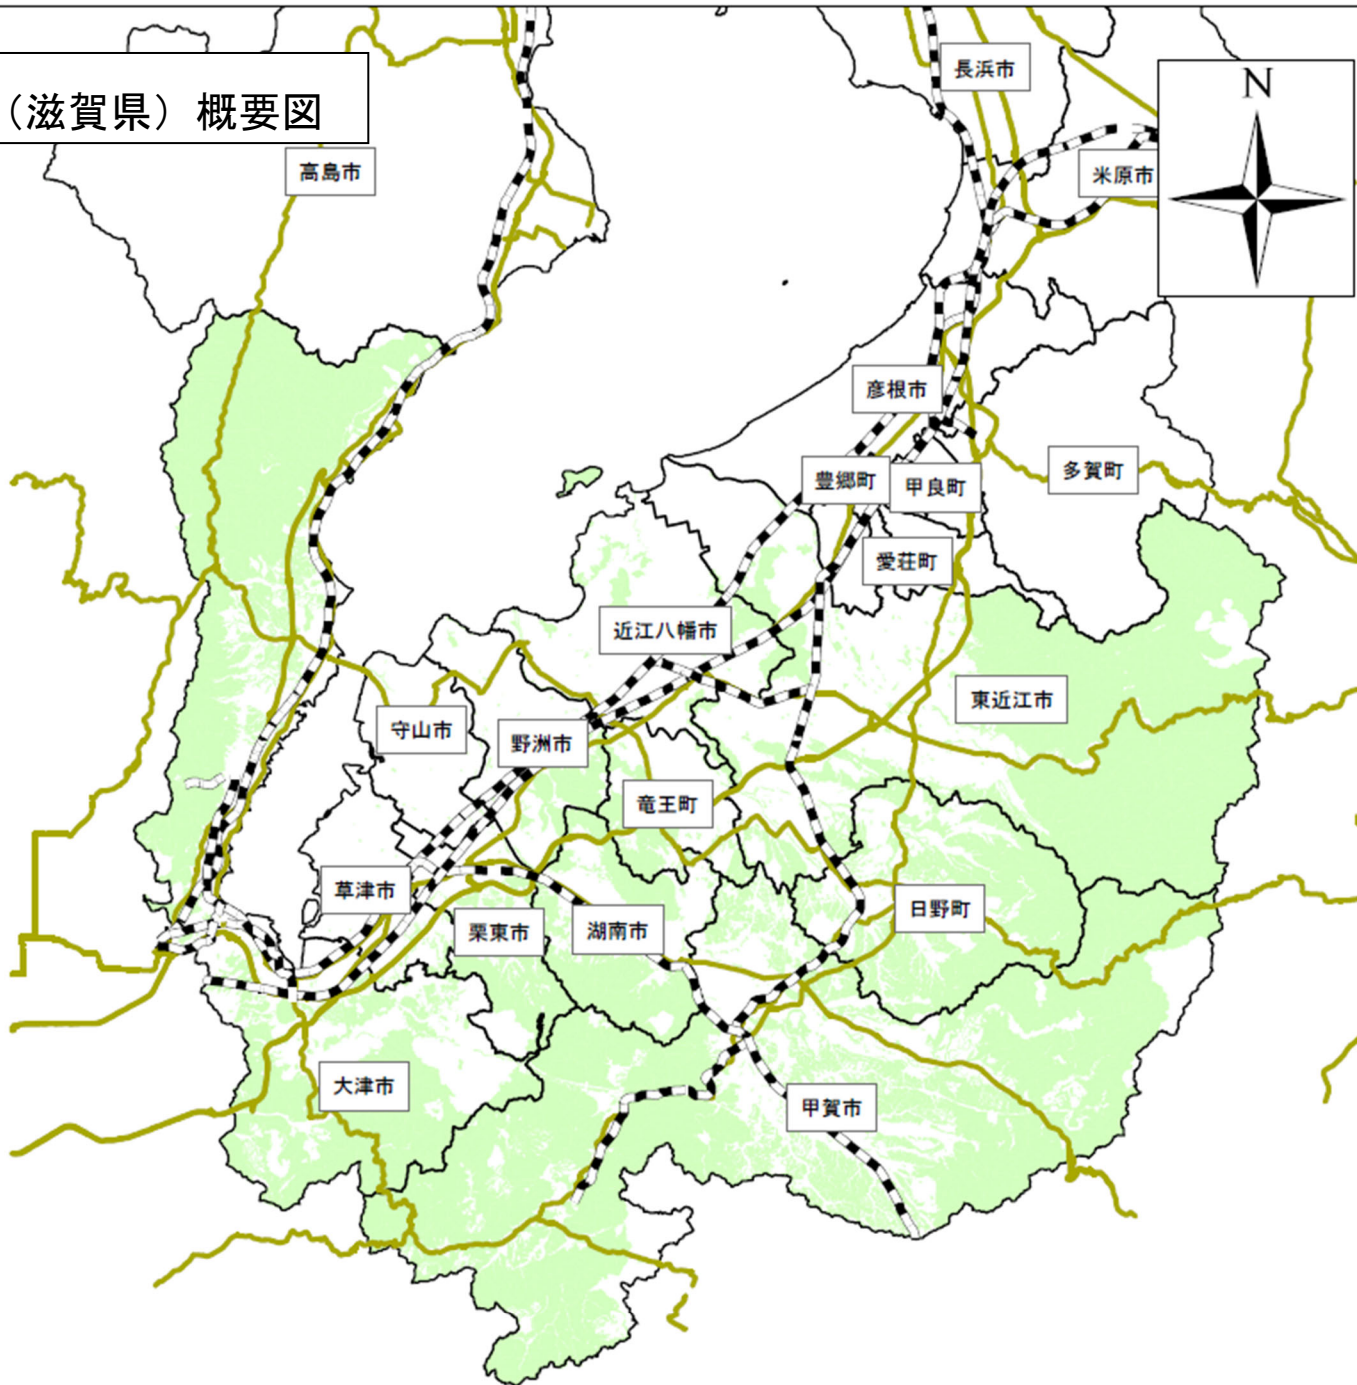 （滋賀県）概要図
長浜市
N
米原市
高島市
彦根市
多賀町
豊郷町
甲良町
愛荘町
近江八幡市
東近江市
守山市
野洲市
竜王町
草津市
日野町
栗東市
湖南市
大津市
甲賀市